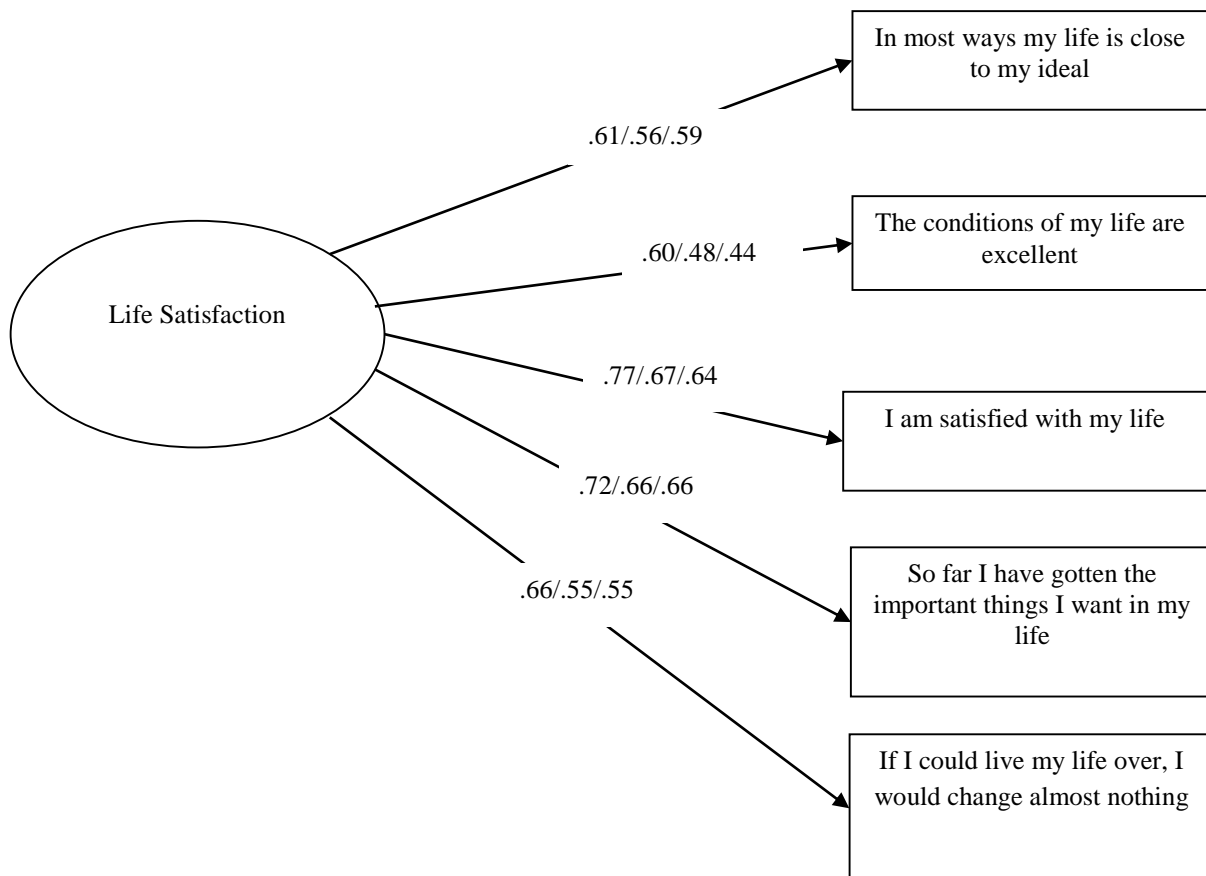 In most ways my life is close
to my ideal
.61/.56/.59
The conditions of my life are
excellent
.60/.48/.44
Life Satisfaction
.77/.67/.64
I am satisfied with my life
.72/.66/.66
So far I have gotten the
important things I want in my
life
.66/.55/.55
If I could live my life over, I
would change almost nothing